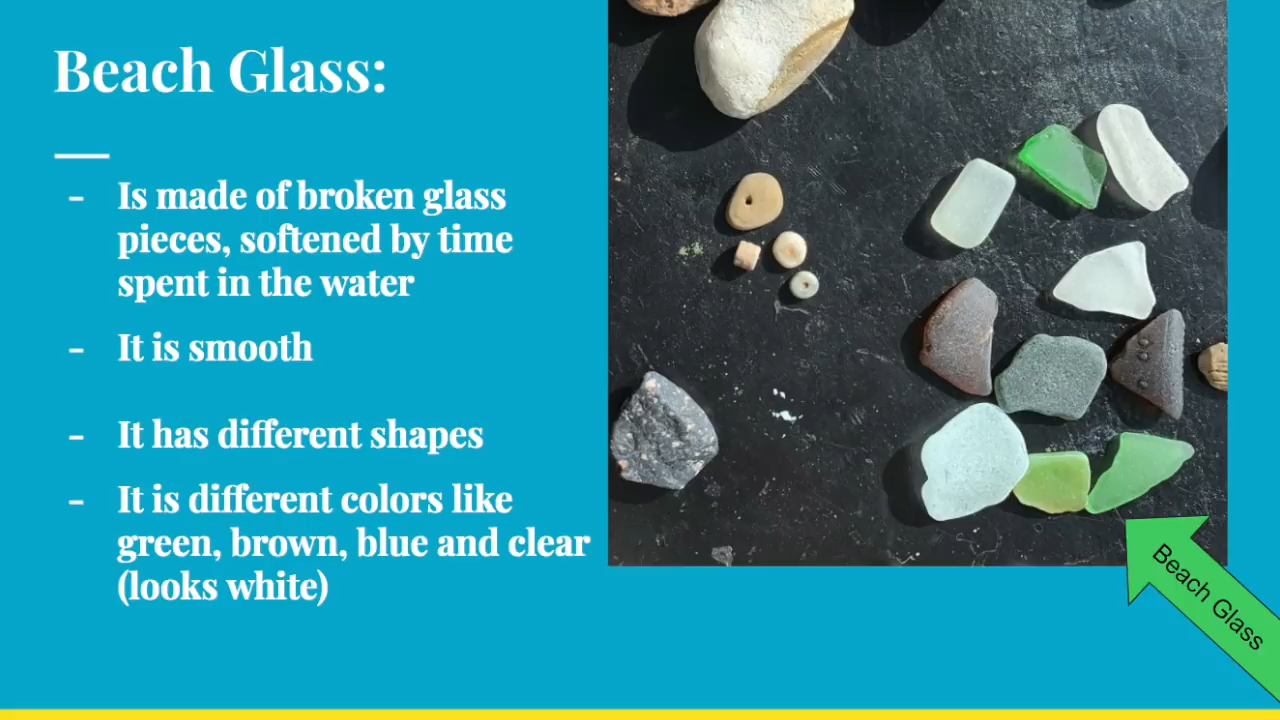 Beach Glass:
- Is made of broken glass
pieces, softened by time
spent in the water
- It is smooth
- It has different shapes
- It is different colors like
green, brown, blue and clear
(looks white)
Beach Glass